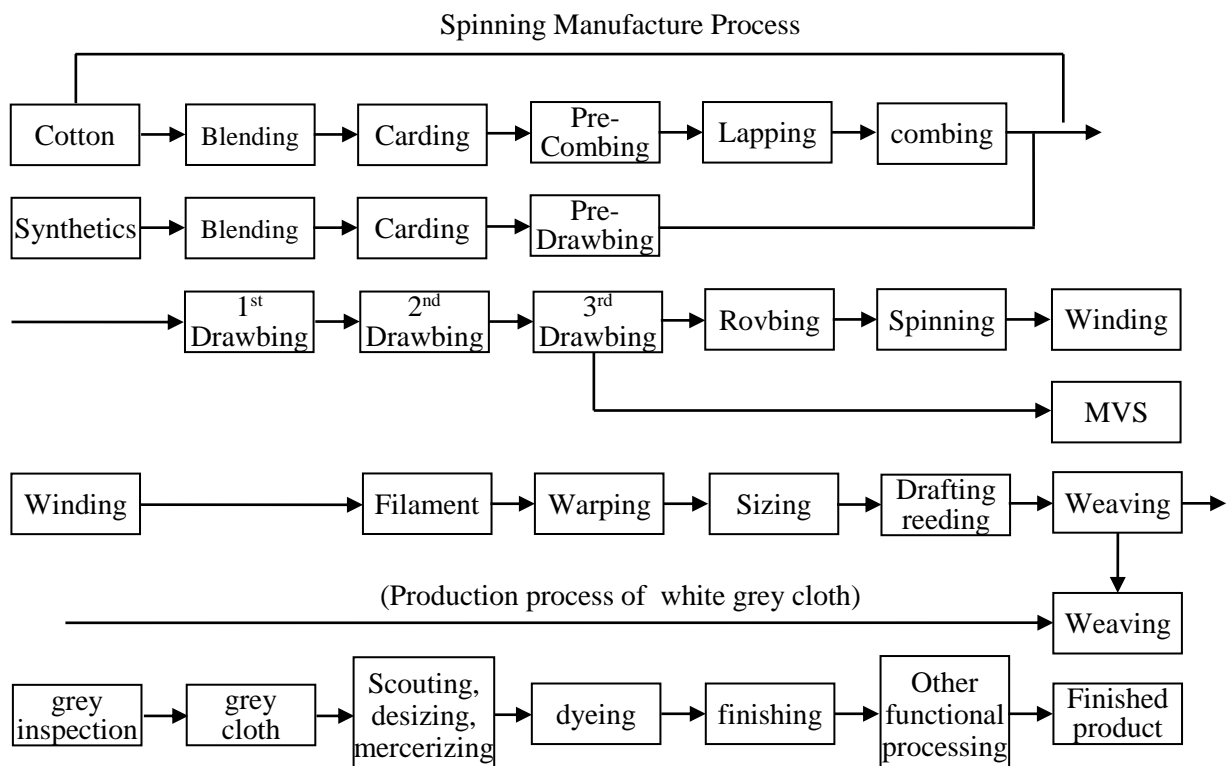 Spinning Manufacture Process
Cotton
Blending
Carding
Pre-
Combing
Lapping
combing
Synthetics
Blending
Carding
Pre-
Drawbing
1st
Drawbing
2nd
Drawbing
3rd
Drawbing
Rovbing
Spinning
Winding
MVS
Winding
Filament
Warping
Sizing
Drafting
reeding
Weaving
(Production process of white grey cloth)
Weaving
grey
inspection
grey
cloth
Scouting,
desizing,
mercerizing
dyeing
finishing
Other
functional
processing
Finished
product